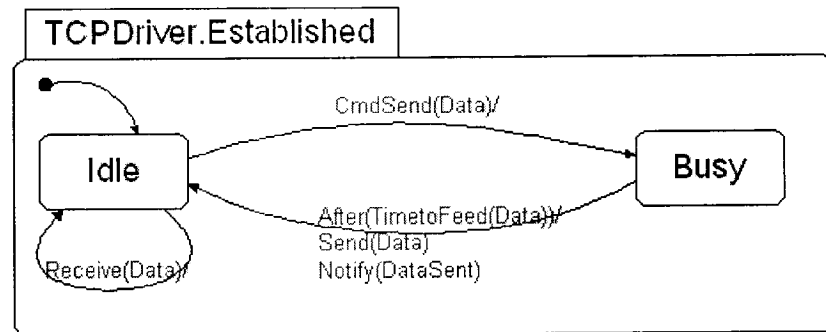 TCPDriver.Established
CmdSend(Data)/
Idle
Busy
After(TimetoFeed(Data))/
Send(Data)
Notify(DataSent)
Receive(Data)/